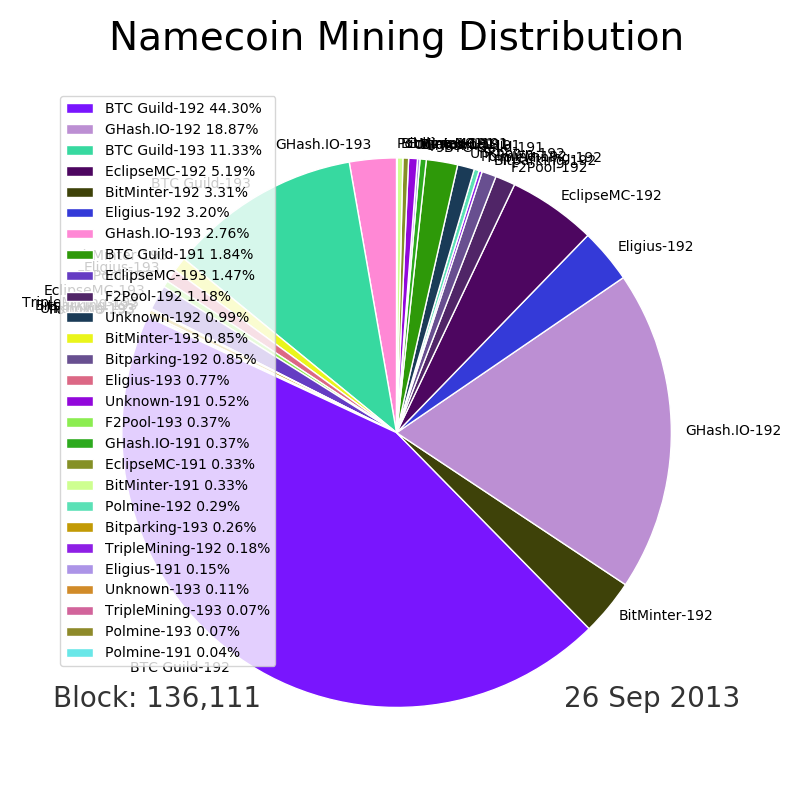 Namecoin Mining Distribution
BTC Guild-192 44.30%
GHash.IO-192 18.87%
BTC Guild-193 11.33%
EclipseMC-192 5.19%
BitMinter-192 3.31%
Eligius-192 3.20%
GHash.IO-193 2.76%
BTC Guild-191 1.84%
EclipseMC-193 1.47%
F2Pool-192 1.18%
Unknown-192 0.99%
BitMinter-193 0.85%
Bitparking-192 0.85%
Eligius-193 0.77%
Unknown-191 0.52%
F2Pool-193 0.37%
GHash.IO-191 0.37%
EclipseMC-191 0.33%
BitMinter-191 0.33%
Polmine-192 0.29%
Bitparking-193 0.26%
TripleMining-192 0.18%
Eligius-191 0.15%
Unknown-193 0.11%
TripleMining-193 0.07%
Polmine-193 0.07%
Polmine-191 0.04%
GHash.IO-193
BTC Guild-193
Eligius-193
EclipseMC-193
F2Pool-192
EclipseMC-192
Eligius-192
GHash.IO-192
BitMinter-192
BTC Guild-192
Block: 136,111
26 Sep 2013